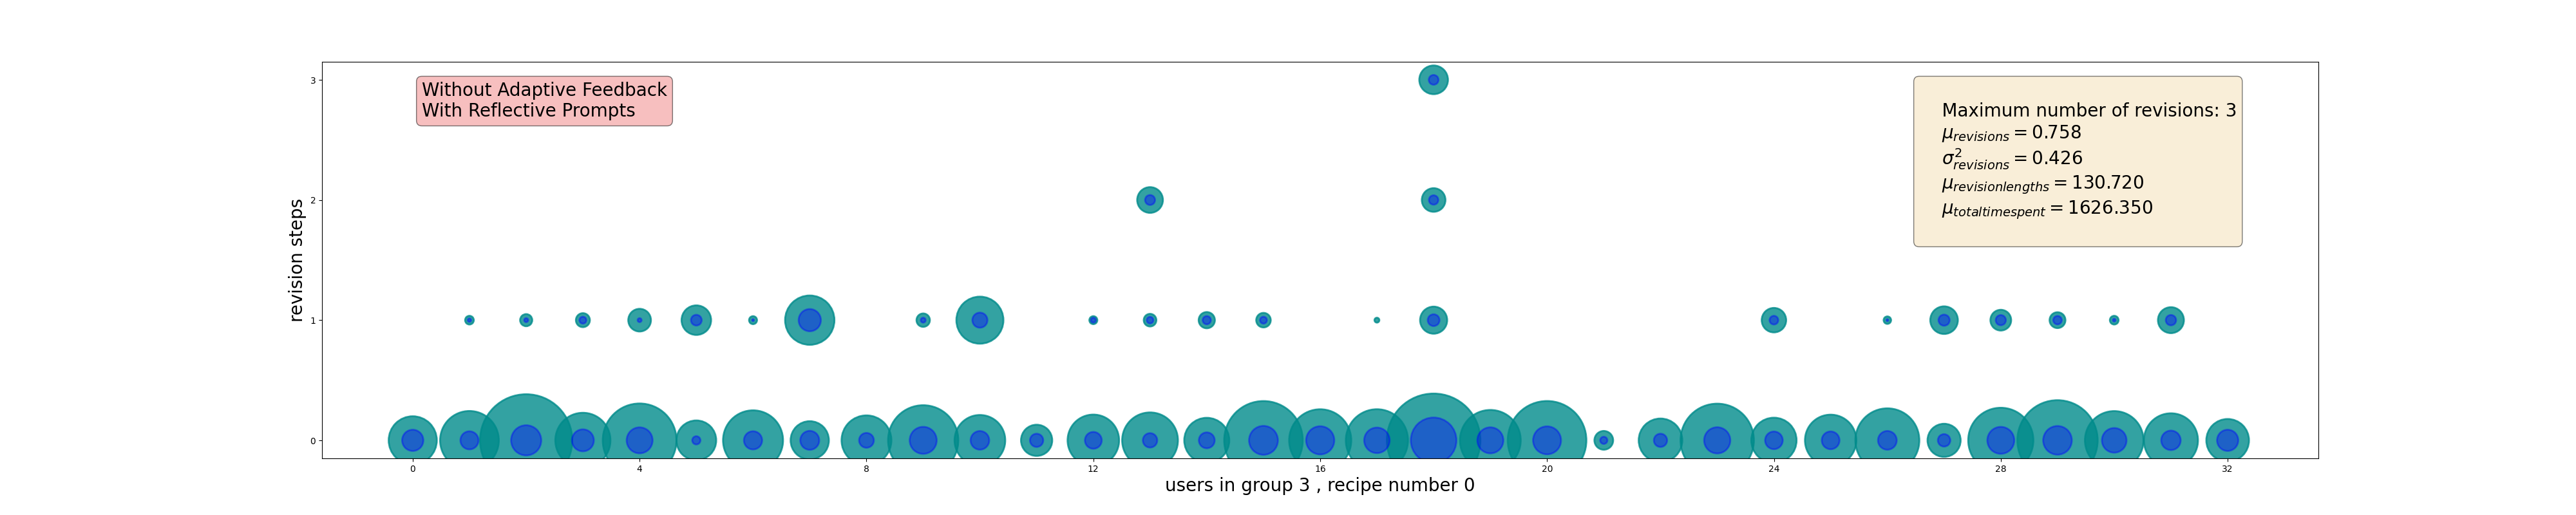 Without Adaptive Feedback
With Reflective Prompts
Maximum number of revisions: 3
μrevisions = 0.758
σ²revisions = 0.426
μrevisionlengths = 130.720
μtotaltimespent = 1626.350
revision steps
3
2
1
0
0 4 8 12 16 20 24 28 32
users in group 3 , recipe number 0